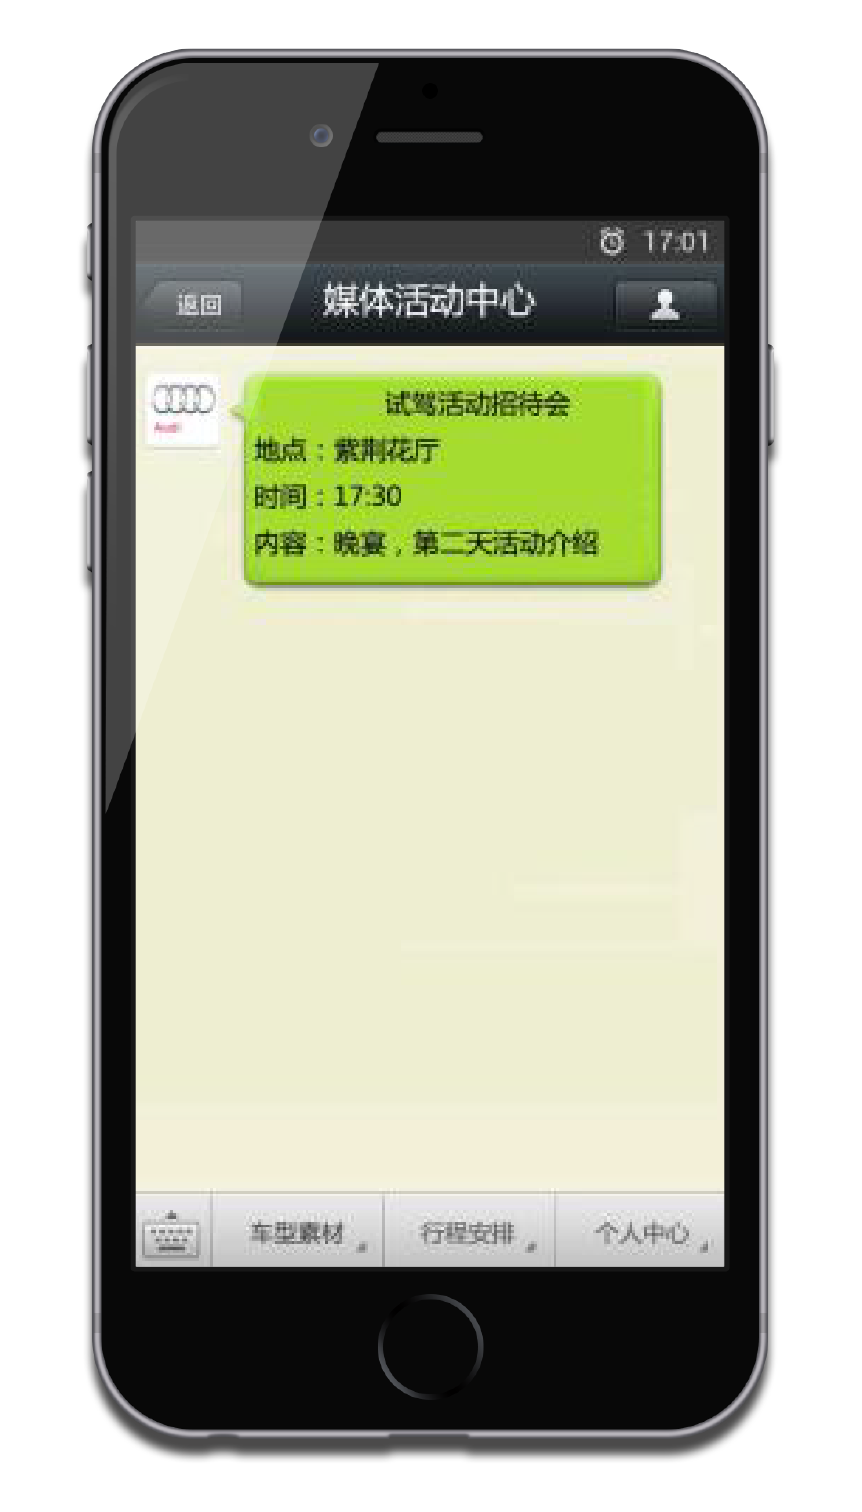 17:01
返回
媒体活动中心
Audi
试驾活动招待会
地点：紫荆花厅
时间：17:30
内容：晚宴，第二天活动介绍
车型素材
行程安排
个人中心